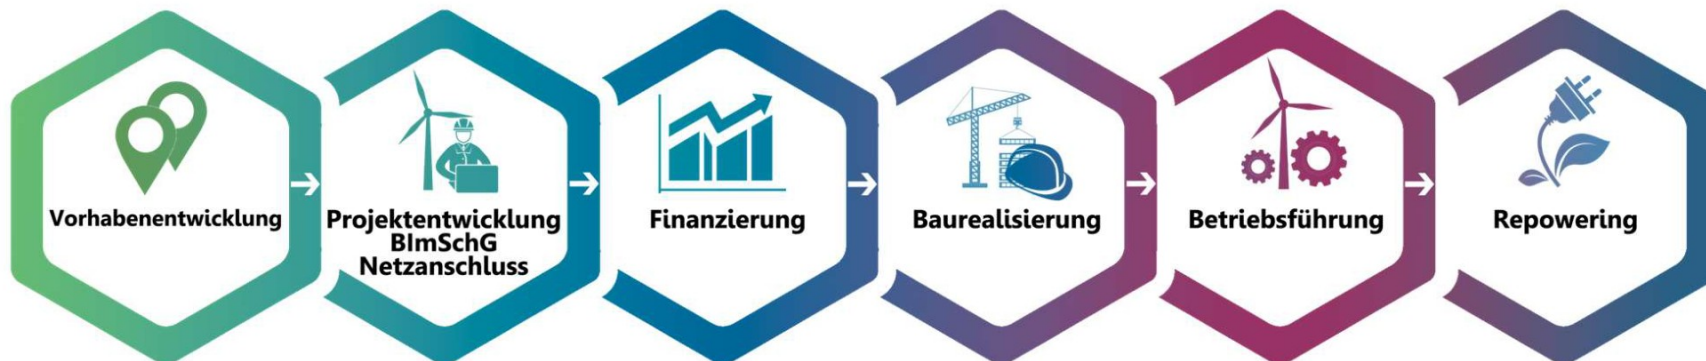 Vorhabenentwicklung
Projektentwicklung
BImSchG
Netzanschluss
Finanzierung
Baurealisierung
Betriebsführung
Repowering